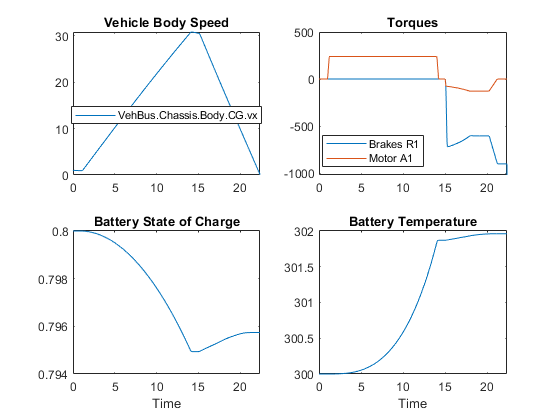 Vehicle Body Speed
30
20
10
0
VehBus.Chassis.Body.CG.vx
0 5 10 15 20
Torques
500
0
-500
-1000
Brakes R1
Motor A1
0 5 10 15 20
Battery State of Charge
0.8
0.798
0.796
0.794
0 5 10 15 20
Time
Battery Temperature
302
301.5
301
300.5
300
0 5 10 15 20
Time